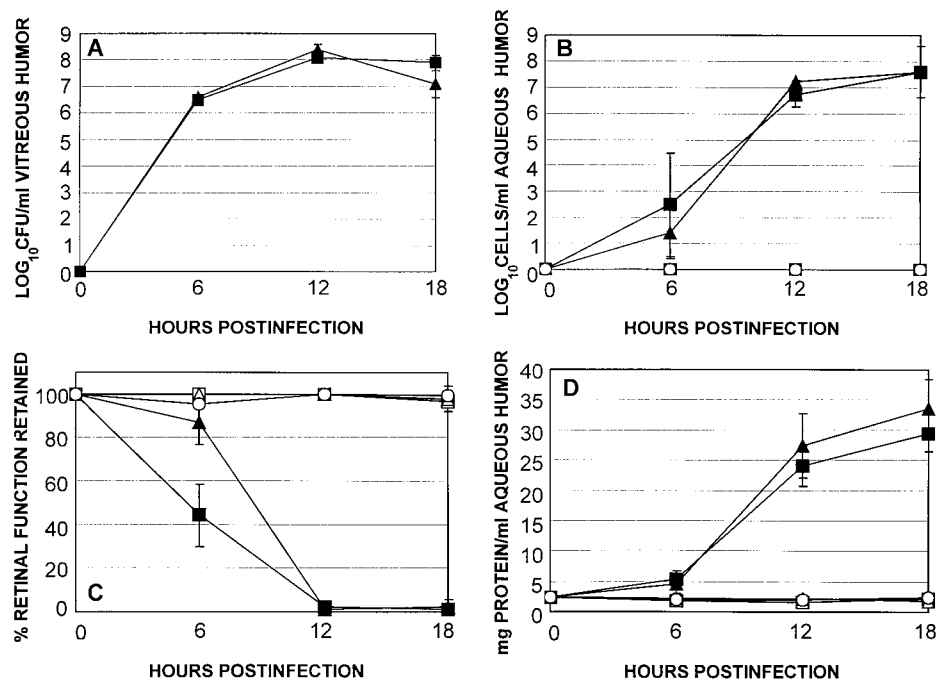 A
LOG10CFU/ml VITREOUS HUMOR
9
8
7
6
5
4
3
2
1
0
0 6 12 18
HOURS POSTINFECTION
B
LOG10CELLS/ml AQUEOUS HUMOR
9
8
7
6
5
4
3
2
1
0
0 6 12 18
HOURS POSTINFECTION
C
% RETINAL FUNCTION RETAINED
100
80
60
40
20
0
0 6 12 18
HOURS POSTINFECTION
D
mg PROTEIN/ml AQUEOUS HUMOR
40
35
30
25
20
15
10
5
0
0 6 12 18
HOURS POSTINFECTION